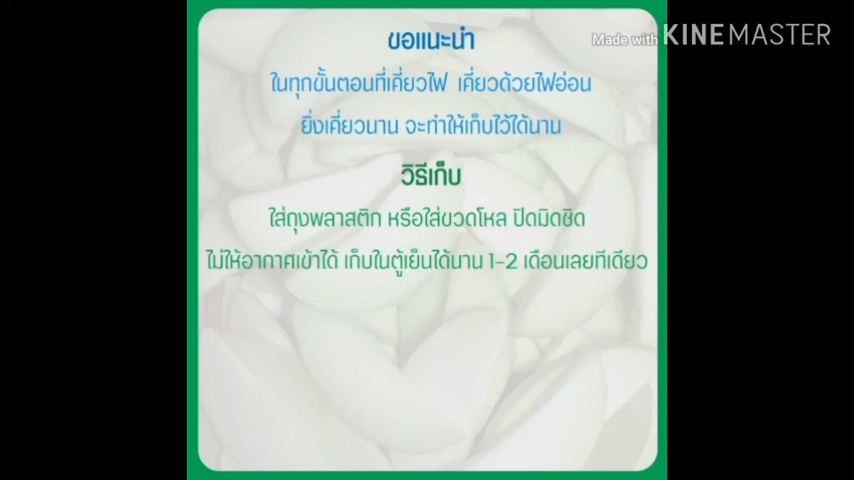 Made with KINEMASTER
ขอแนะนำ
ในทุกขั้นตอนที่เคี่ยวไฟ เคี่ยวด้วยไฟอ่อน
ยิ่งเคี่ยวนาน จะทำให้เก็บไว้ได้นาน
วิธีเก็บ
ใส่ถุงพลาสติก หรือใส่ขวดโหล ปิดมิดชิด
ไม่ให้อากาศเข้าได้ เก็บในตู้เย็นได้นาน 1-2 เดือนเลยทีเดียว